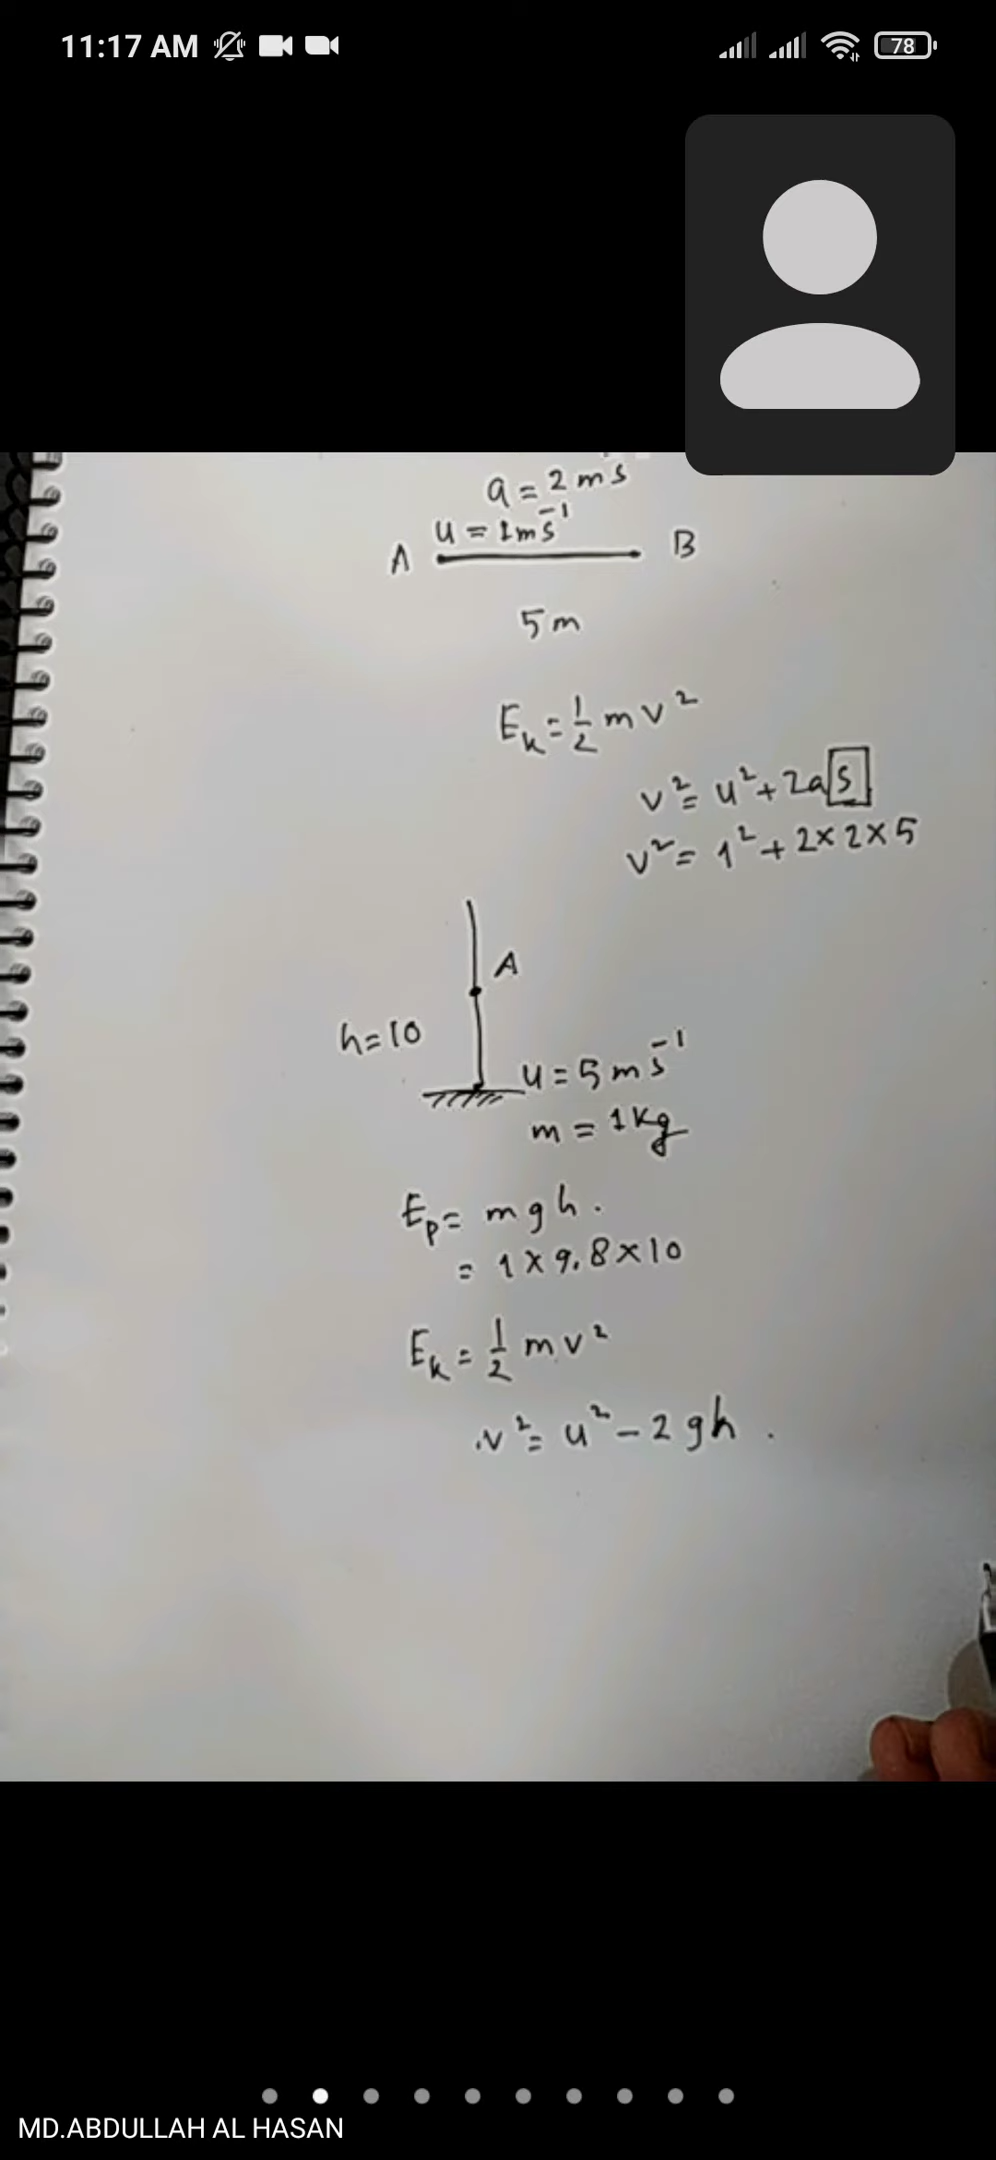 11:17 AM
78
a = 2 ms
u = 1ms⁻¹
A B
5m
Eₖ = ½ mv²
v² = u² + 2as
v² = 1² + 2×2×5
A
h=10
u = 5ms⁻¹
m = 1kg
Eₚ = mgh.
= 1×9.8×10
Eₖ = ½ mv²
v² = u² - 2gh.
MD.ABDULLAH AL HASAN